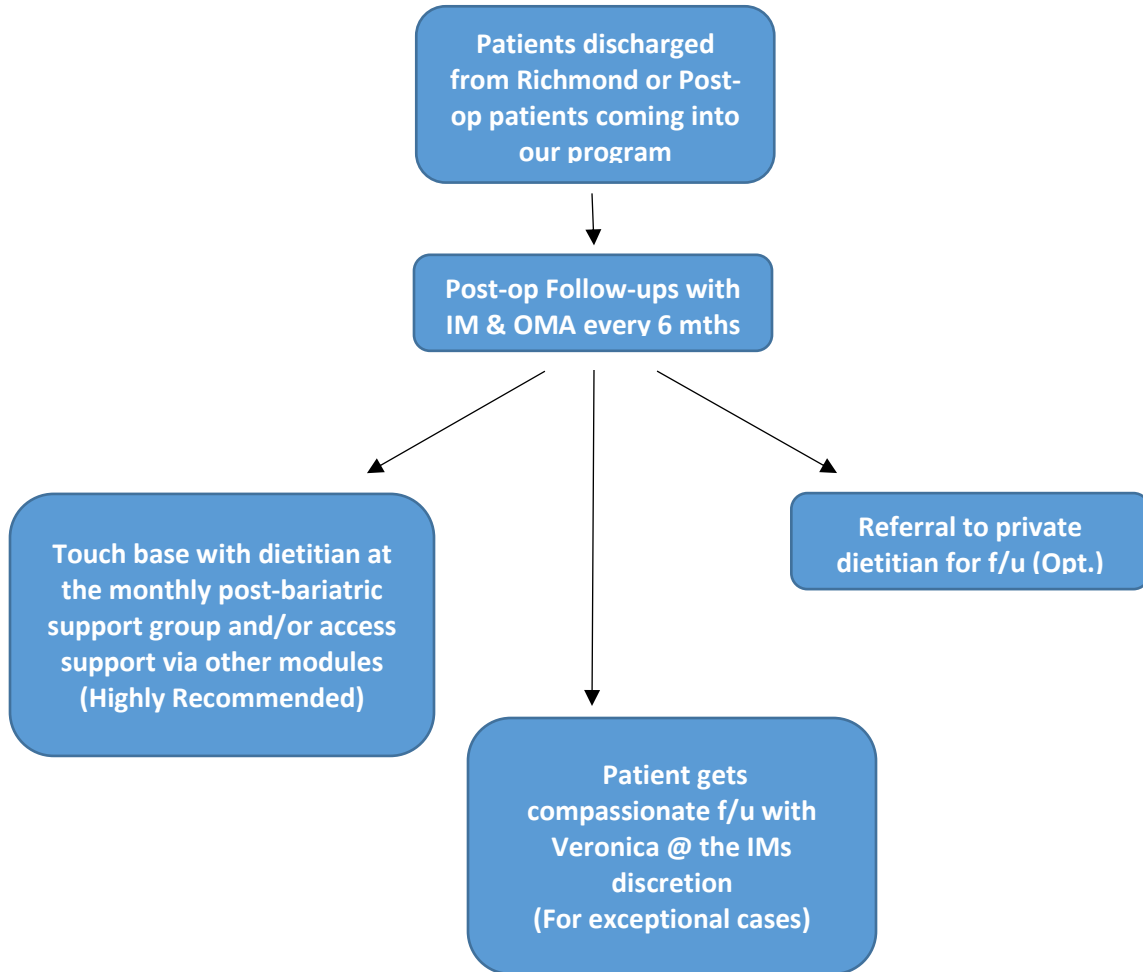 Patients discharged
from Richmond or Post-
op patients coming into
our program
Post-op Follow-ups with
IM & OMA every 6 mths
Touch base with dietitian at
the monthly post-bariatric
support group and/or access
support via other modules
(Highly Recommended)
Patient gets
compassionate f/u with
Veronica @ the IMs
discretion
(For exceptional cases)
Referral to private
dietitian for f/u (Opt.)